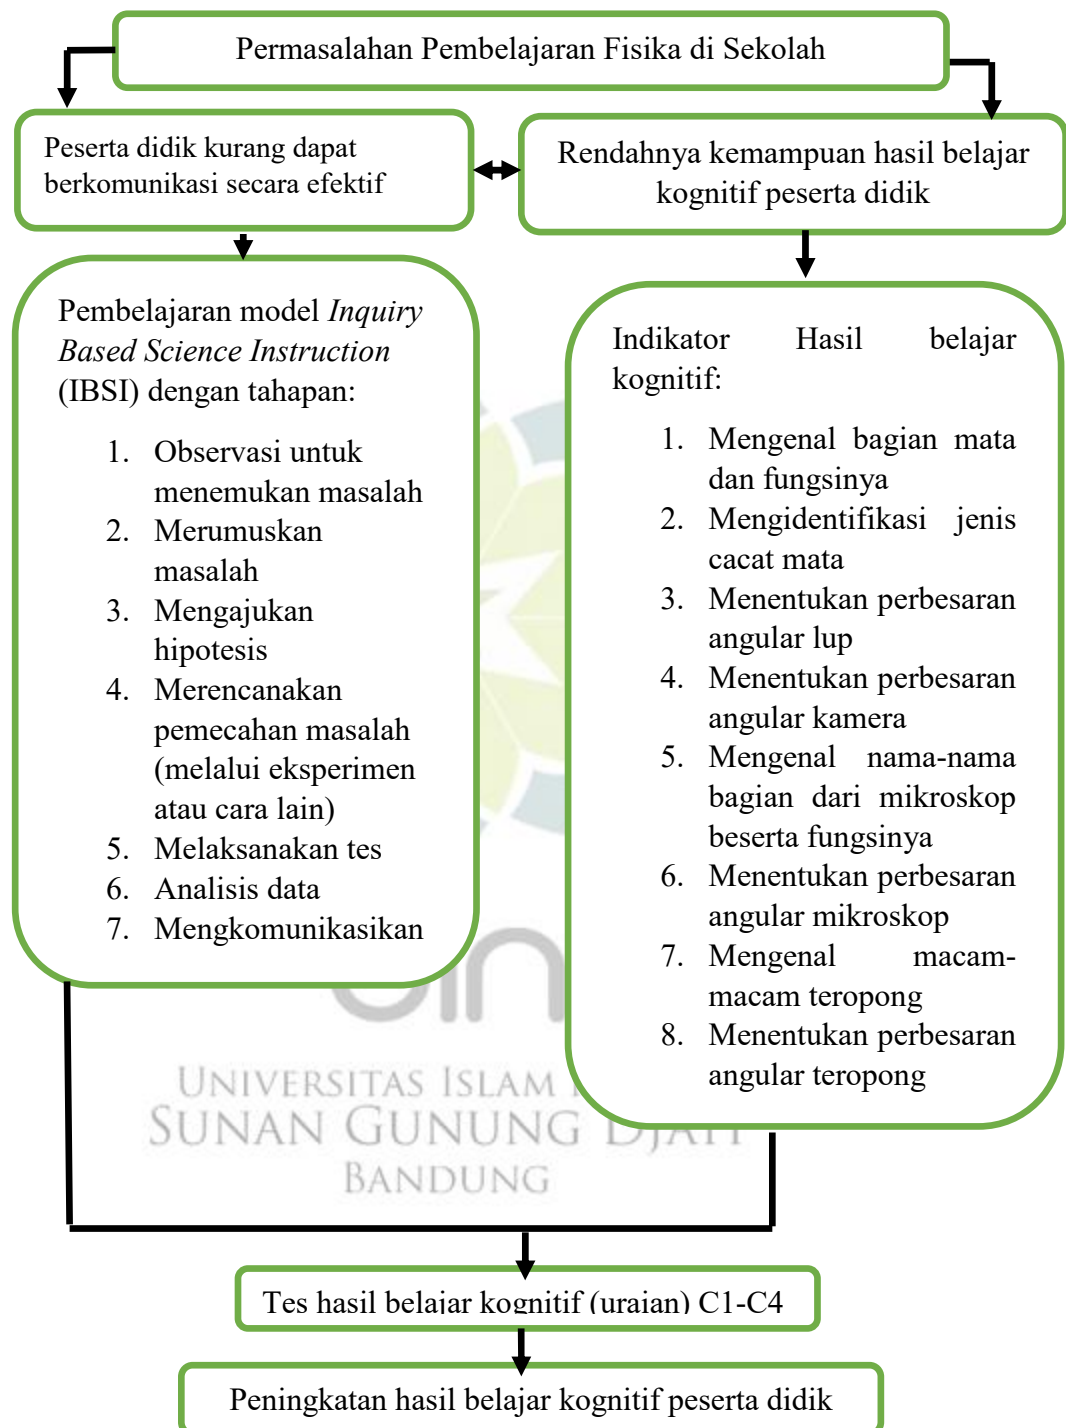 Permasalahan Pembelajaran Fisika di Sekolah
Peserta didik kurang dapat
berkomunikasi secara efektif
Rendahnya kemampuan hasil belajar
kognitif peserta didik
Pembelajaran model Inquiry
Based Science Instruction
(IBSI) dengan tahapan:
1. Observasi untuk
menemukan masalah
2. Merumuskan
masalah
3. Mengajukan
hipotesis
4. Merencanakan
pemecahan masalah
(melalui eksperimen
atau cara lain)
5. Melaksanakan tes
6. Analisis data
7. Mengkomunikasikan
Indikator Hasil belajar
kognitif:
1. Mengenal bagian mata
dan fungsinya
2. Mengidentifikasi jenis
cacat mata
3. Menentukan perbesaran
angular lup
4. Menentukan perbesaran
angular kamera
5. Mengenal nama-nama
bagian dari mikroskop
beserta fungsinya
6. Menentukan perbesaran
angular mikroskop
7. Mengenal macam-
macam teropong
8. Menentukan perbesaran
angular teropong
UNIVERSITAS ISLAM
SUNAN GUNUNG DJATI
BANDUNG
Tes hasil belajar kognitif (uraian) C1-C4
Peningkatan hasil belajar kognitif peserta didik